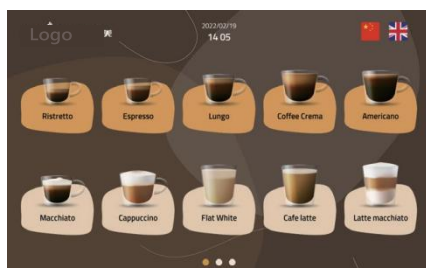 Logo
2022/02/19
14 05
Ristretto
Espresso
Lungo
Coffee Crema
Americano
Macchiato
Cappuccino
Flat White
Cafe latte
Latte macchiato